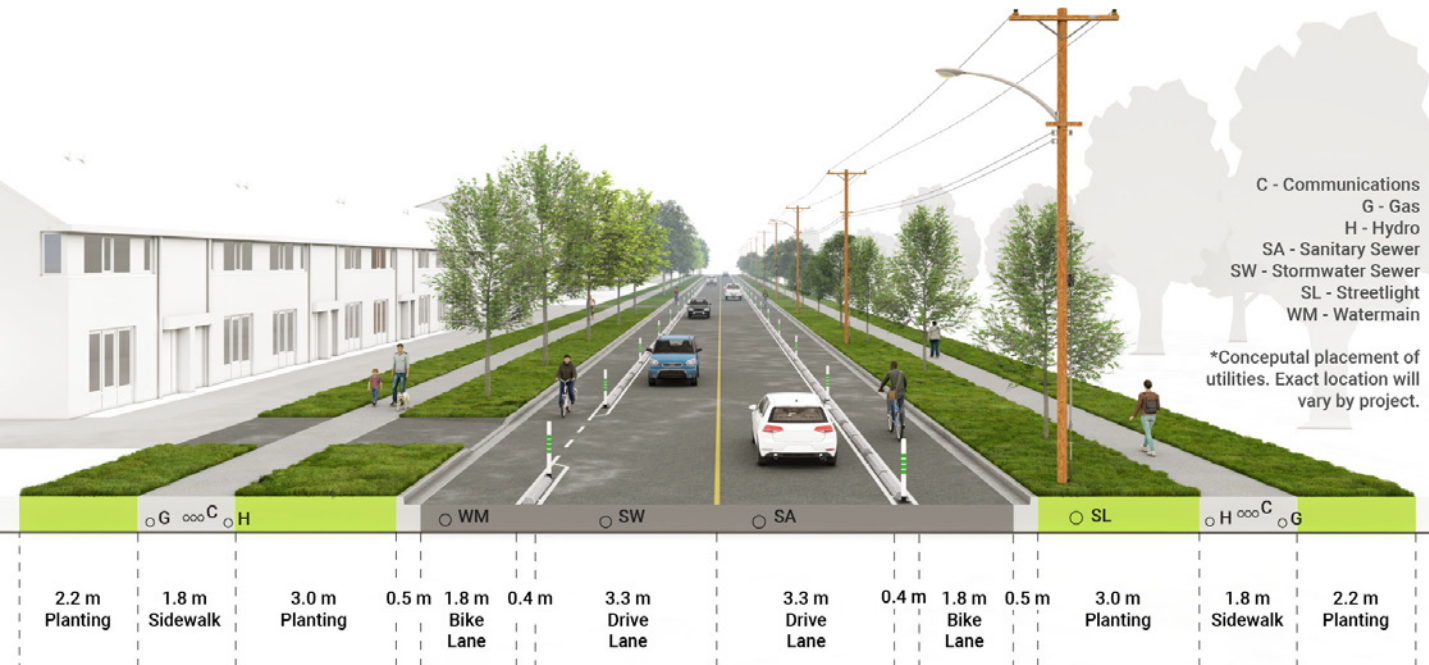 C - Communications
G - Gas
H - Hydro
SA - Sanitary Sewer
SW - Stormwater Sewer
SL - Streetlight
WM - Watermain
*Conceputal placement of
utilities. Exact location will
vary by project.
G C H WM SW SA SL H C G
2.2 m
Planting
1.8 m
Sidewalk
3.0 m
Planting
0.5 m
1.8 m
Bike
Lane
0.4 m
3.3 m
Drive
Lane
3.3 m
Drive
Lane
0.4 m
1.8 m
Bike
Lane
0.5 m
3.0 m
Planting
1.8 m
Sidewalk
2.2 m
Planting